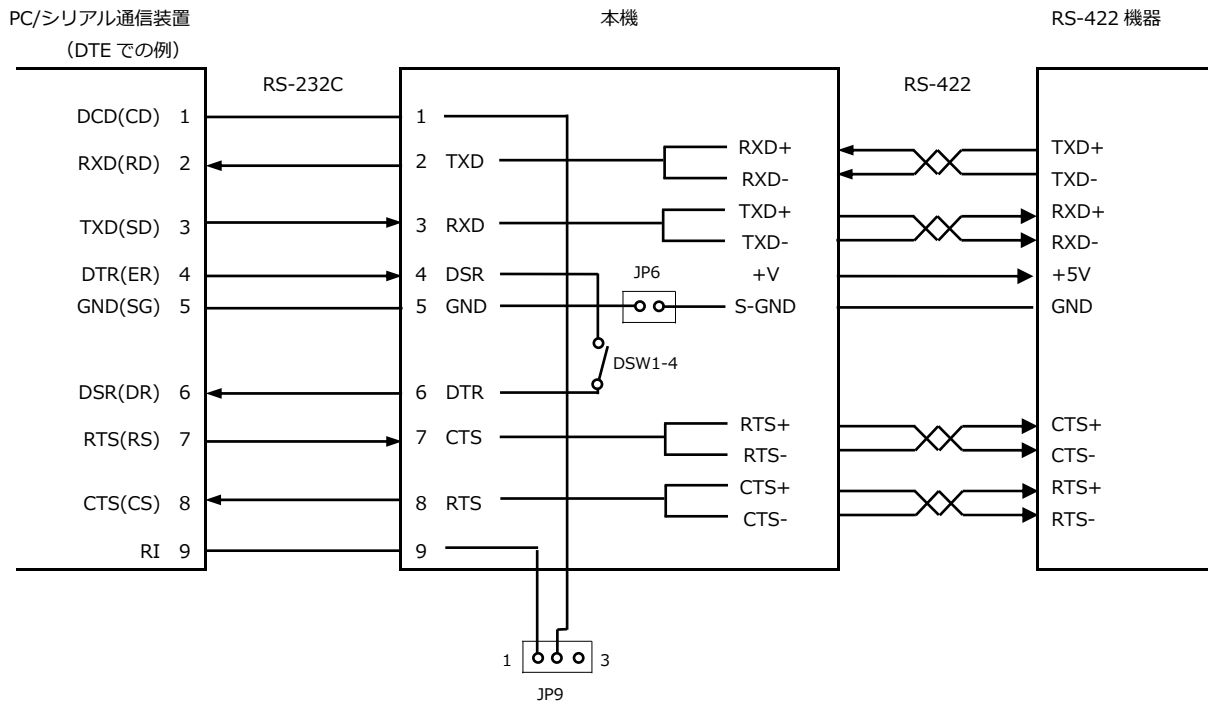 PC/シリアル通信装置
(DTE での例)
本機
RS-422 機器
RS-232C
RS-422
DCD(CD) 1
1
RXD(RD) 2
2 TXD
RXD+
RXD-
TXD+
TXD-
TXD(SD) 3
3 RXD
TXD+
TXD-
RXD+
RXD-
DTR(ER) 4
4 DSR
JP6
+V
+5V
GND(SG) 5
5 GND
S-GND
GND
DSW1-4
DSR(DR) 6
6 DTR
RTS(RS) 7
7 CTS
RTS+
RTS-
CTS+
CTS-
CTS(CS) 8
8 RTS
CTS+
CTS-
RTS+
RTS-
RI 9
9
1
3
JP9